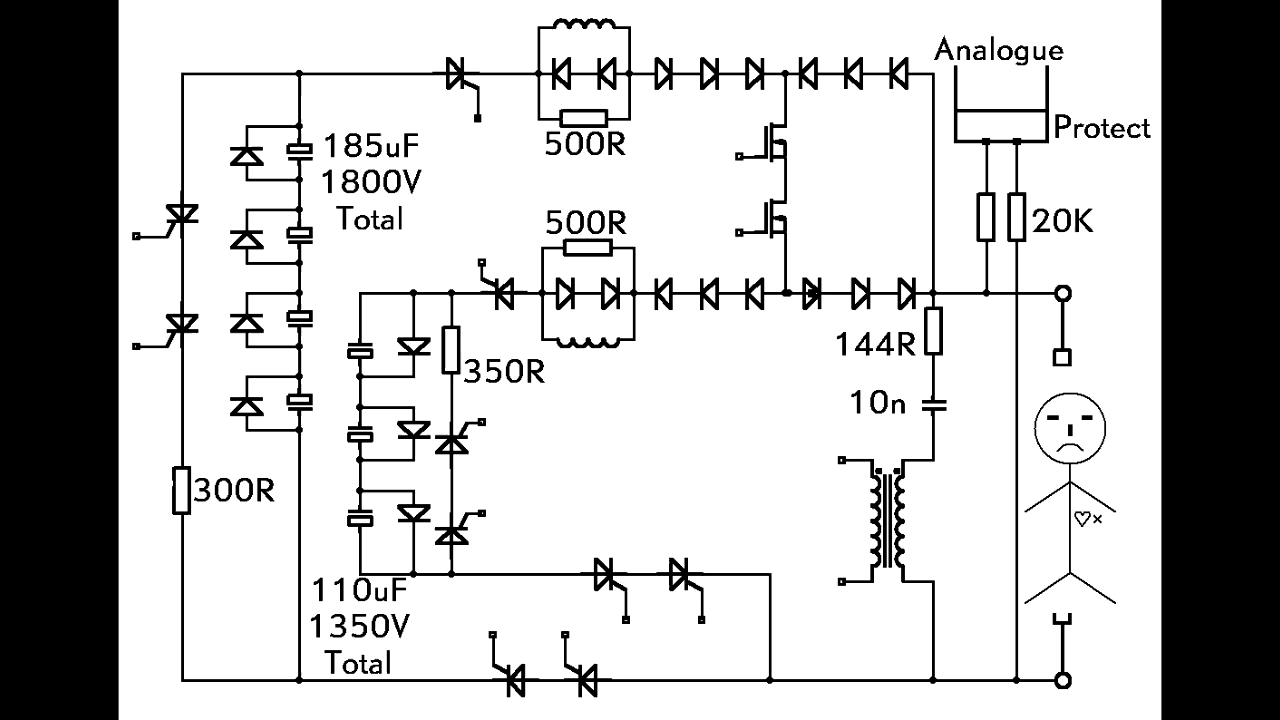 Analogue
Protect
500R
185uF
1800V
Total
500R
20K
144R
350R
10n
300R
110uF
1350V
Total